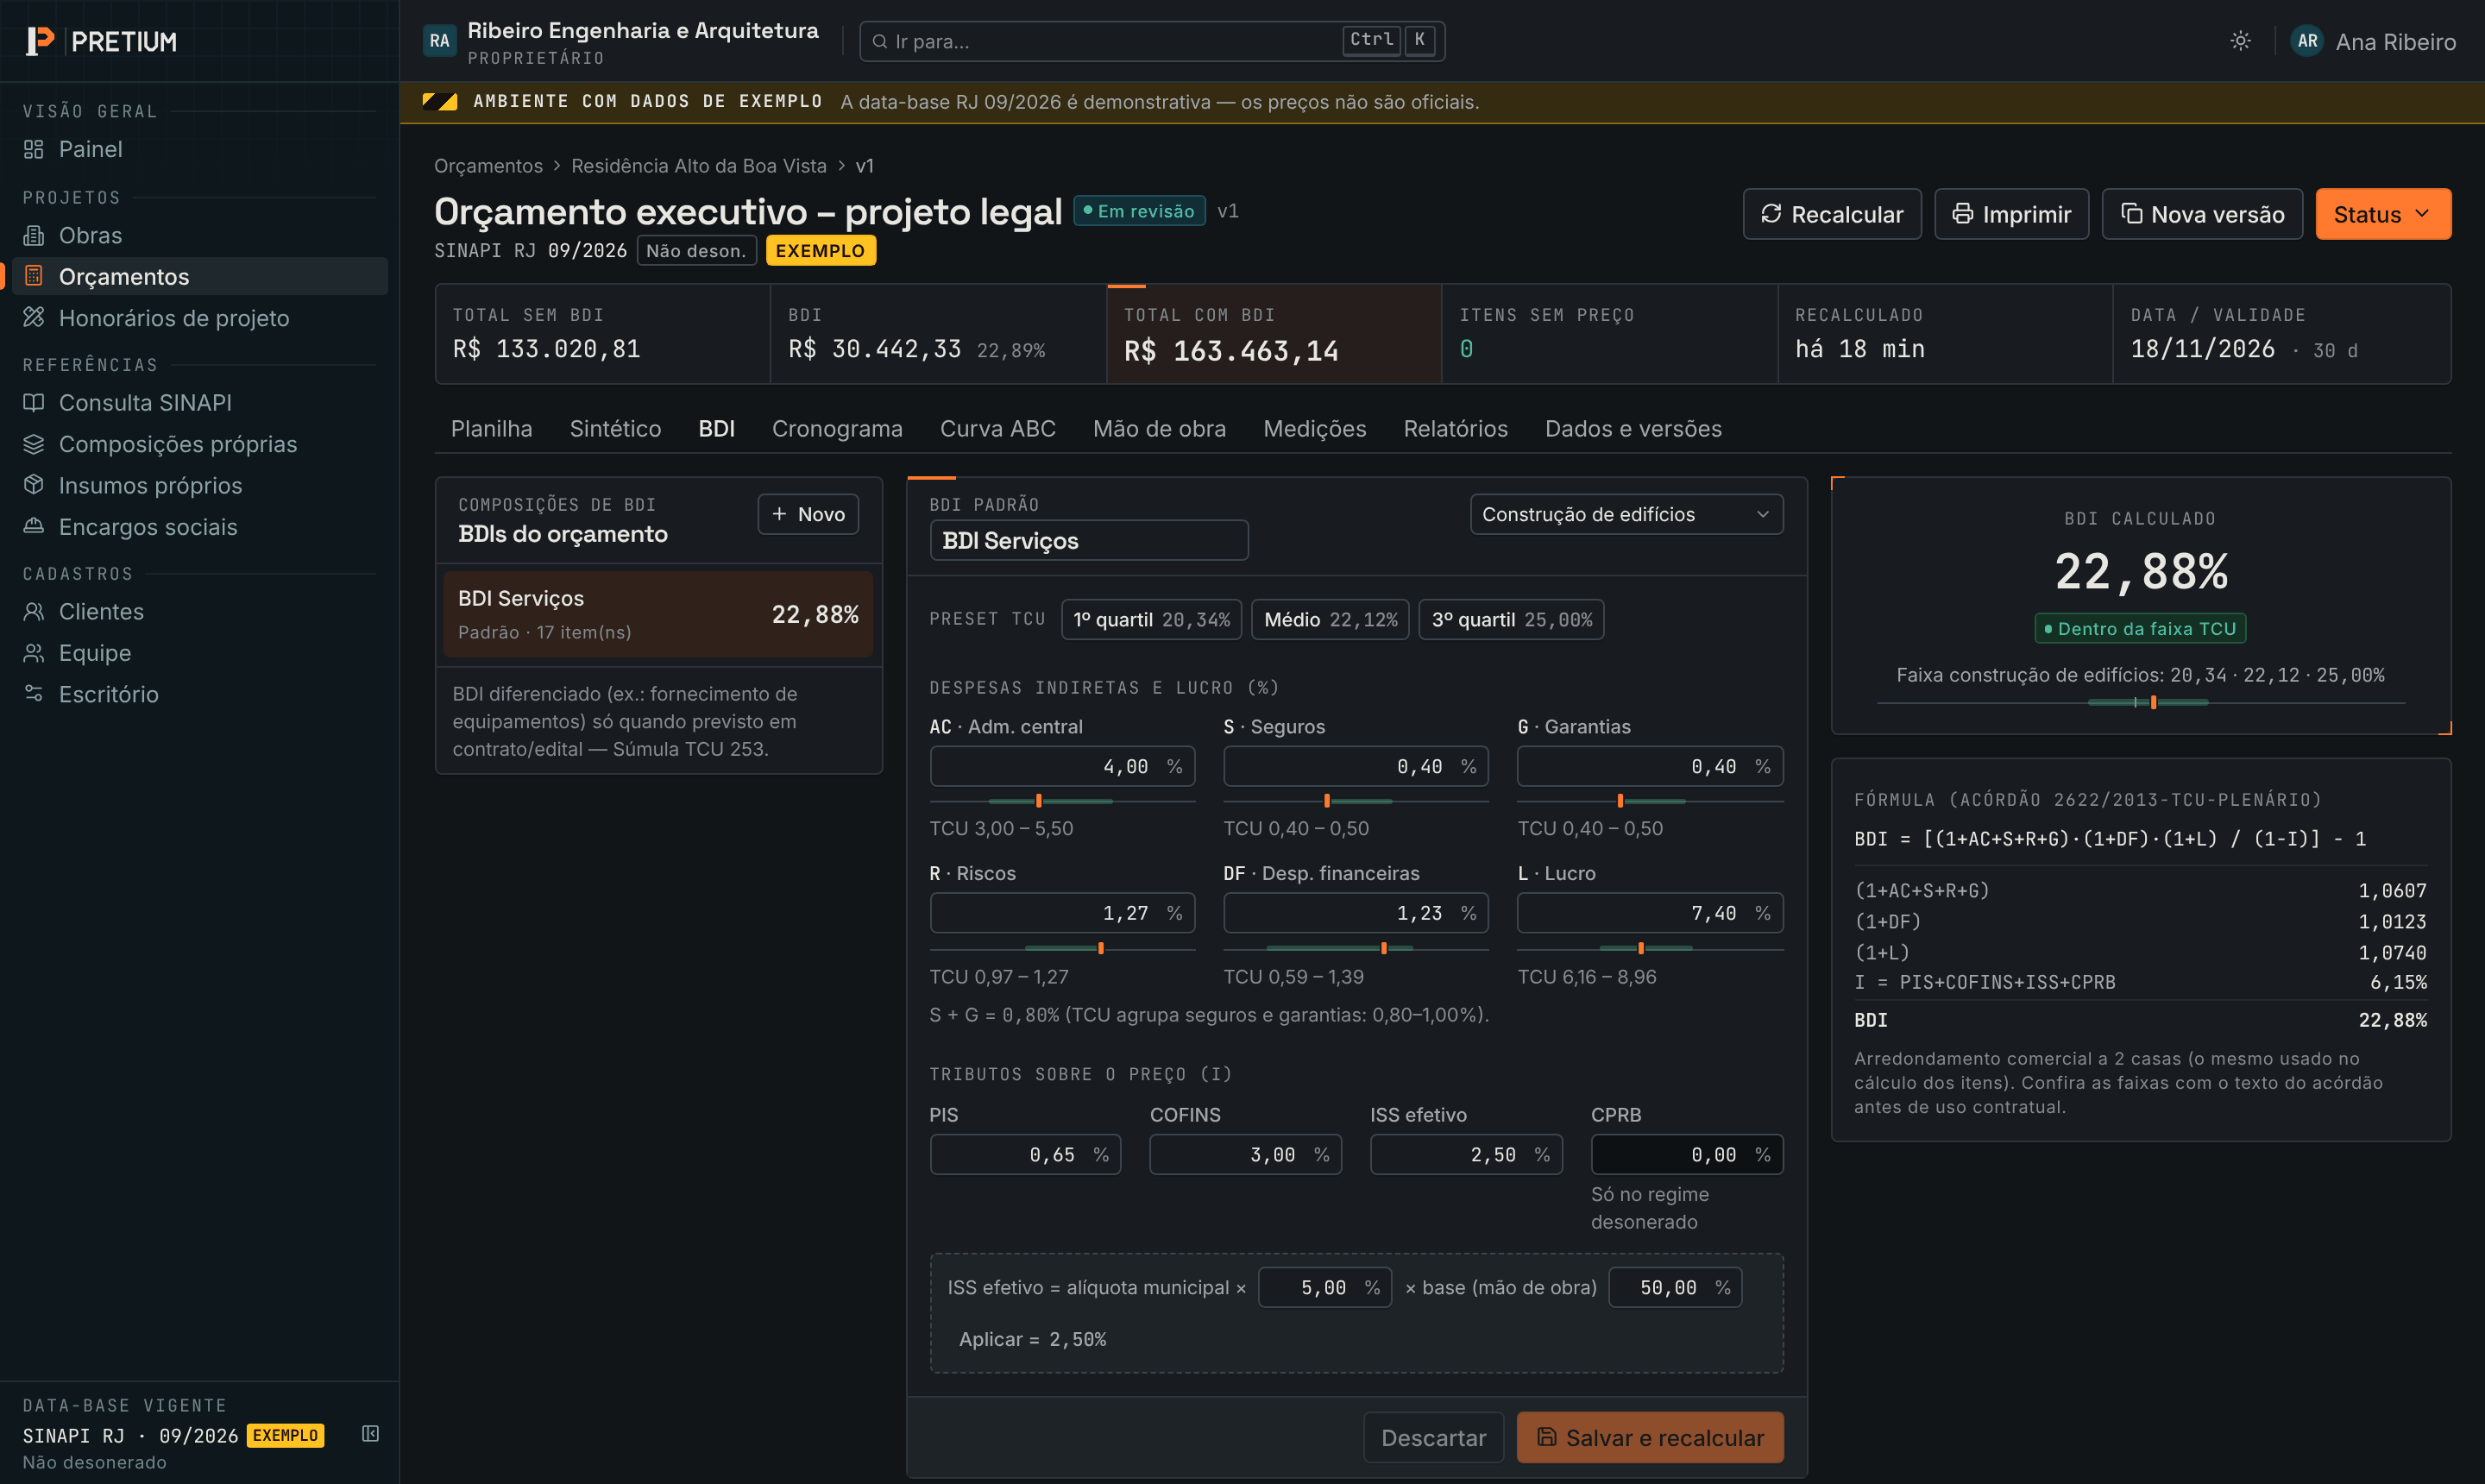 PRETIUM
VISÃO GERAL
Painel
PROJETOS
Obras
Orçamentos
Honorários de projeto
REFERÊNCIAS
Consulta SINAPI
Composições próprias
Insumos próprios
Encargos sociais
CADASTROS
Clientes
Equipe
Escritório
DATA-BASE VIGENTE
SINAPI RJ · 09/2026 EXEMPLO
Não desonerado
RA
Ribeiro Engenharia e Arquitetura
PROPRIETÁRIO
Ir para... Ctrl K
AR Ana Ribeiro
AMBIENTE COM DADOS DE EXEMPLO A data-base RJ 09/2026 é demonstrativa — os preços não são oficiais.
Orçamentos > Residência Alto da Boa Vista > v1
Orçamento executivo – projeto legal Em revisão v1
SINAPI RJ 09/2026 Não deson. EXEMPLO
Recalcular Imprimir Nova versão Status
TOTAL SEM BDI
R$ 133.020,81
BDI
R$ 30.442,33 22,89%
TOTAL COM BDI
R$ 163.463,14
ITENS SEM PREÇO
0
RECALCULADO
há 18 min
DATA / VALIDADE
18/11/2026 · 30 d
Planilha Sintético BDI Cronograma Curva ABC Mão de obra Medições Relatórios Dados e versões
COMPOSIÇÕES DE BDI
BDIs do orçamento
+ Novo
BDI Serviços
Padrão · 17 item(ns)
22,88%
BDI diferenciado (ex.: fornecimento de
equipamentos) só quando previsto em
contrato/edital — Súmula TCU 253.
BDI PADRÃO
BDI Serviços
Construção de edifícios
PRESET TCU 1º quartil 20,34% Médio 22,12% 3º quartil 25,00%
DESPESAS INDIRETAS E LUCRO (%)
AC · Adm. central
4,00 %
TCU 3,00 – 5,50
S · Seguros
0,40 %
TCU 0,40 – 0,50
G · Garantias
0,40 %
TCU 0,40 – 0,50
R · Riscos
1,27 %
TCU 0,97 – 1,27
DF · Desp. financeiras
1,23 %
TCU 0,59 – 1,39
L · Lucro
7,40 %
TCU 6,16 – 8,96
S + G = 0,80% (TCU agrupa seguros e garantias: 0,80–1,00%).
TRIBUTOS SOBRE O PREÇO (I)
PIS
0,65 %
COFINS
3,00 %
ISS efetivo
2,50 %
CPRB
0,00 %
Só no regime
desonerado
ISS efetivo = alíquota municipal × 5,00 % × base (mão de obra) 50,00 %
Aplicar = 2,50%
Descartar Salvar e recalcular
BDI CALCULADO
22,88%
Dentro da faixa TCU
Faixa construção de edifícios: 20,34 · 22,12 · 25,00%
FÓRMULA (ACÓRDÃO 2622/2013-TCU-PLENÁRIO)
BDI = [(1+AC+S+R+G)·(1+DF)·(1+L) / (1-I)] - 1
(1+AC+S+R+G) 1,0607
(1+DF) 1,0123
(1+L) 1,0740
I = PIS+COFINS+ISS+CPRB 6,15%
BDI 22,88%
Arredondamento comercial a 2 casas (o mesmo usado no
cálculo dos itens). Confira as faixas com o texto do acórdão
antes de uso contratual.